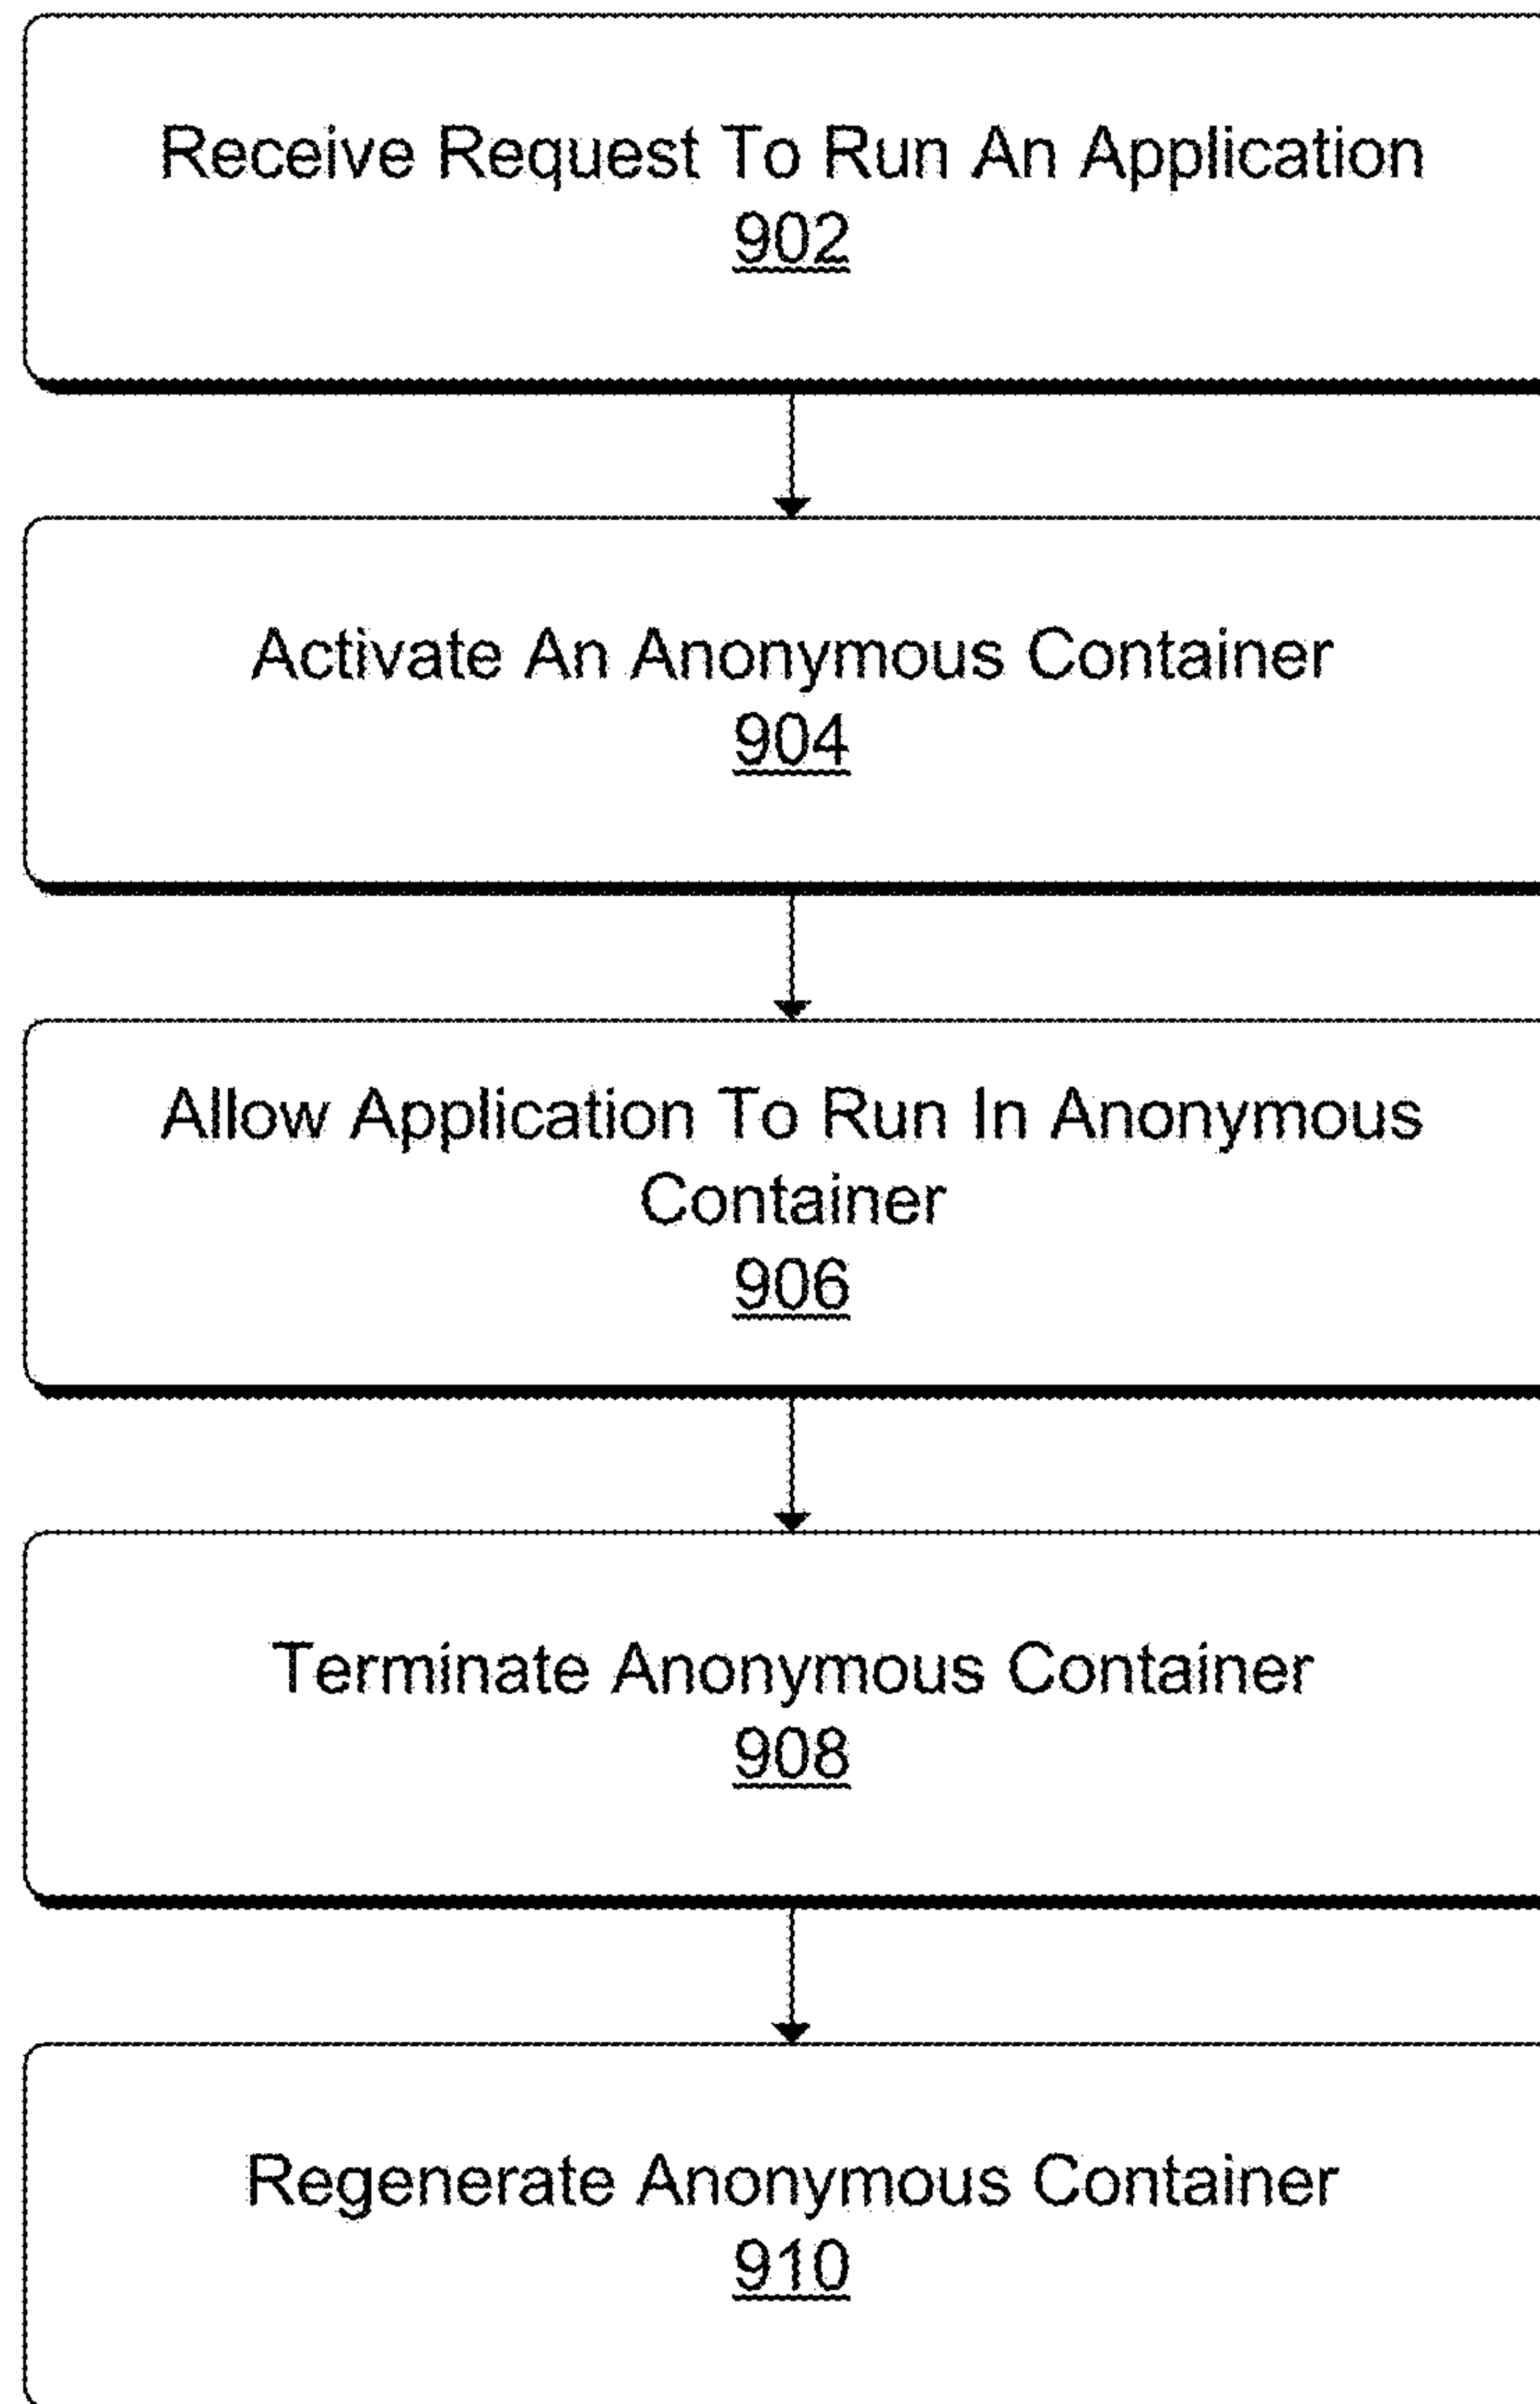 Receive Request To Run An Application
902
Activate An Anonymous Container
904
Allow Application To Run In Anonymous
Container
906
Terminate Anonymous Container
908
Regenerate Anonymous Container
910